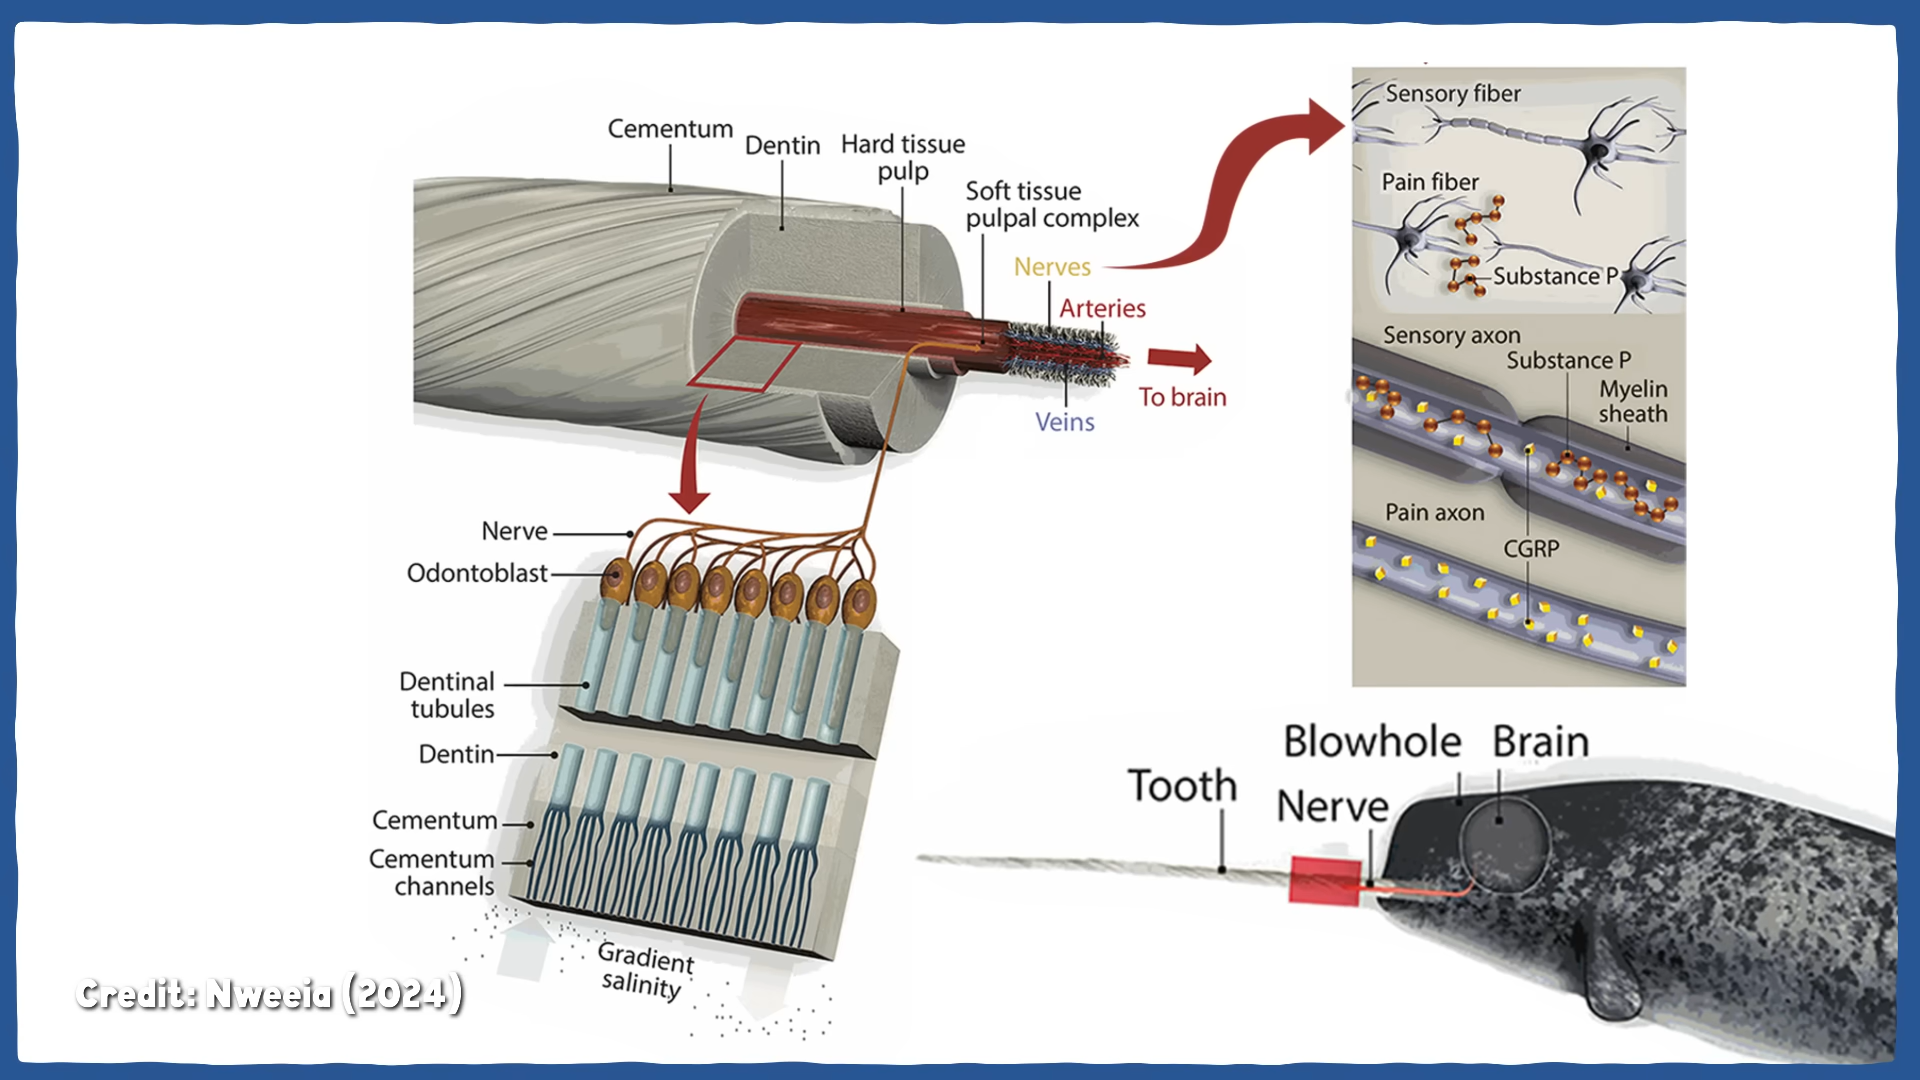 Cementum
Dentin
Hard tissue
pulp
Soft tissue
pulpal complex
Nerves
Arteries
To brain
Veins
Sensory fiber
Pain fiber
Substance P
Sensory axon
Substance P
Myelin
sheath
Pain axon
CGRP
Nerve
Odontoblast
Dentinal
tubules
Dentin
Cementum
Cementum
channels
Gradient
salinity
Blowhole
Brain
Tooth
Nerve
Credit: Nweeia (2024)